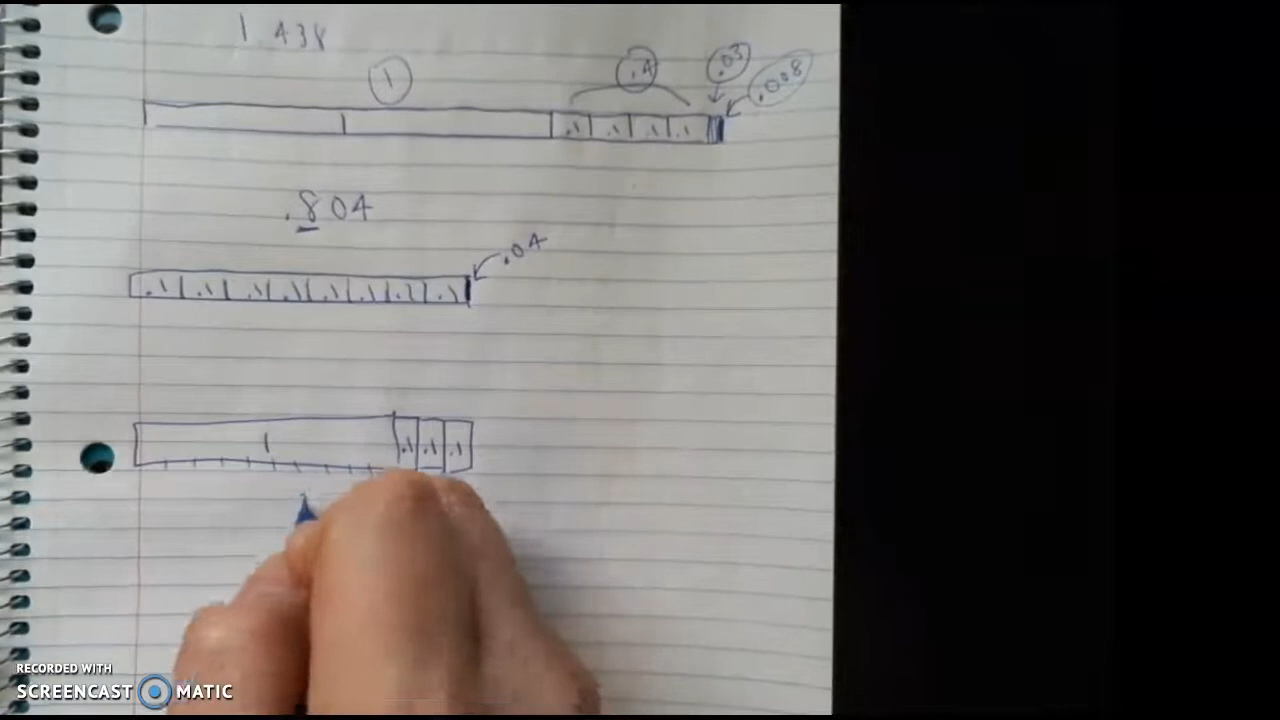 1.438
1 .4 .03 .008
1 .1 .1 .1 .1
.804
.04
.1 .1 .1 .1 .1 .1 .1 .1
1 .1 .1 .1
RECORDED WITH
SCREENCAST MATIC